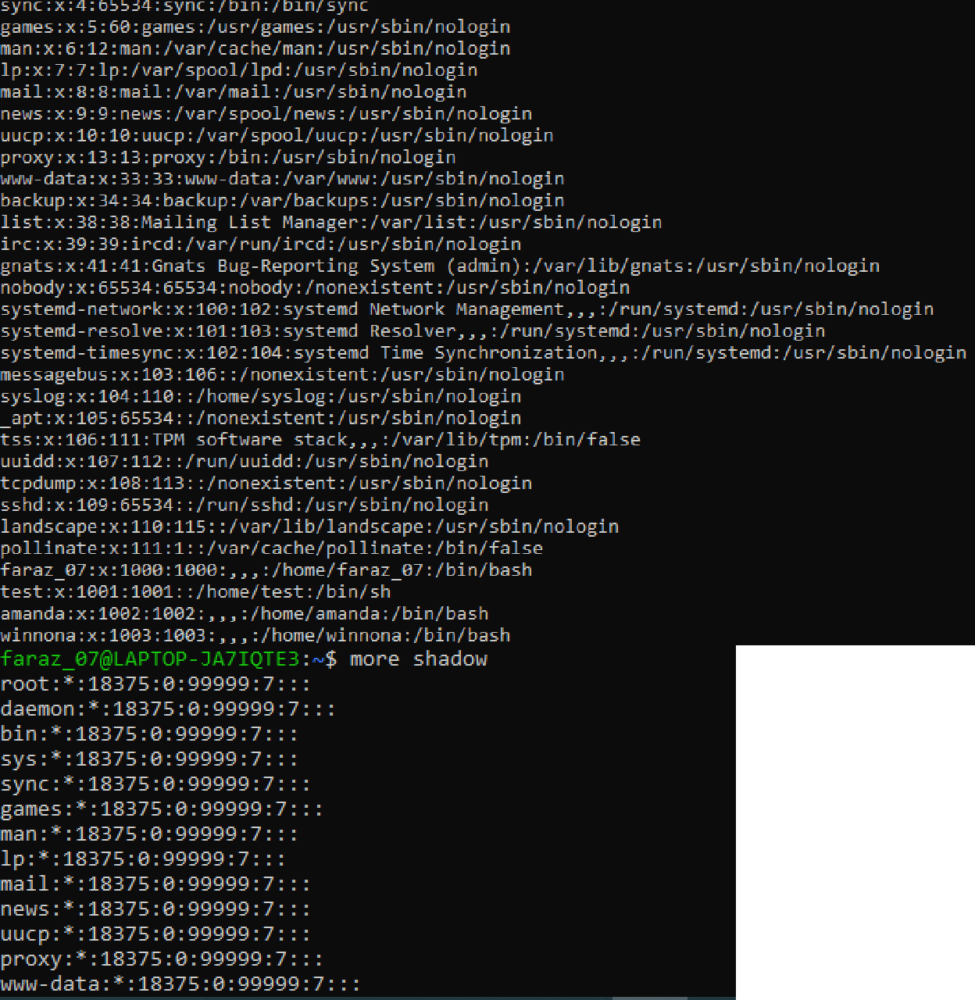 sync:x:4:65534:sync:/bin:/bin/sync
games:x:5:60:games:/usr/games:/usr/sbin/nologin
man:x:6:12:man:/var/cache/man:/usr/sbin/nologin
lp:x:7:7:lp:/var/spool/lpd:/usr/sbin/nologin
mail:x:8:8:mail:/var/mail:/usr/sbin/nologin
news:x:9:9:news:/var/spool/news:/usr/sbin/nologin
uucp:x:10:10:uucp:/var/spool/uucp:/usr/sbin/nologin
proxy:x:13:13:proxy:/bin:/usr/sbin/nologin
www-data:x:33:33:www-data:/var/www:/usr/sbin/nologin
backup:x:34:34:backup:/var/backups:/usr/sbin/nologin
list:x:38:38:Mailing List Manager:/var/list:/usr/sbin/nologin
irc:x:39:39:ircd:/var/run/ircd:/usr/sbin/nologin
gnats:x:41:41:Gnats Bug-Reporting System (admin):/var/lib/gnats:/usr/sbin/nologin
nobody:x:65534:65534:nobody:/nonexistent:/usr/sbin/nologin
systemd-network:x:100:102:systemd Network Management,,,:/run/systemd:/usr/sbin/nologin
systemd-resolve:x:101:103:systemd Resolver,,,:/run/systemd:/usr/sbin/nologin
systemd-timesync:x:102:104:systemd Time Synchronization,,,:/run/systemd:/usr/sbin/nologin
messagebus:x:103:106::/nonexistent:/usr/sbin/nologin
syslog:x:104:110::/home/syslog:/usr/sbin/nologin
_apt:x:105:65534::/nonexistent:/usr/sbin/nologin
tss:x:106:111:TPM software stack,,,:/var/lib/tpm:/bin/false
uuidd:x:107:112::/run/uuidd:/usr/sbin/nologin
tcpdump:x:108:113::/nonexistent:/usr/sbin/nologin
sshd:x:109:65534::/run/sshd:/usr/sbin/nologin
landscape:x:110:115::/var/lib/landscape:/usr/sbin/nologin
pollinate:x:111:1::/var/cache/pollinate:/bin/false
faraz_07:x:1000:1000:,,,:/home/faraz_07:/bin/bash
test:x:1001:1001::/home/test:/bin/sh
amanda:x:1002:1002:,,,:/home/amanda:/bin/bash
winnona:x:1003:1003:,,,:/home/winnona:/bin/bash
faraz_07@LAPTOP-JA7IQTE3:~$ more shadow
root:*:18375:0:99999:7:::
daemon:*:18375:0:99999:7:::
bin:*:18375:0:99999:7:::
sys:*:18375:0:99999:7:::
sync:*:18375:0:99999:7:::
games:*:18375:0:99999:7:::
man:*:18375:0:99999:7:::
lp:*:18375:0:99999:7:::
mail:*:18375:0:99999:7:::
news:*:18375:0:99999:7:::
uucp:*:18375:0:99999:7:::
proxy:*:18375:0:99999:7:::
www-data:*:18375:0:99999:7:::